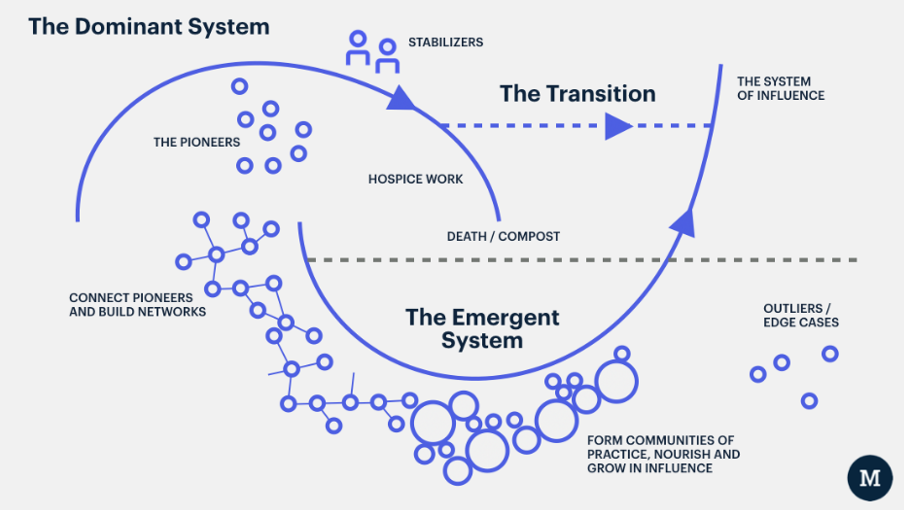 The Dominant System
STABILIZERS
The Transition
THE SYSTEM
OF INFLUENCE
THE PIONEERS
HOSPICE WORK
DEATH / COMPOST
CONNECT PIONEERS
AND BUILD NETWORKS
The Emergent
System
OUTLIERS /
EDGE CASES
FORM COMMUNITIES OF
PRACTICE, NOURISH AND
GROW IN INFLUENCE
M